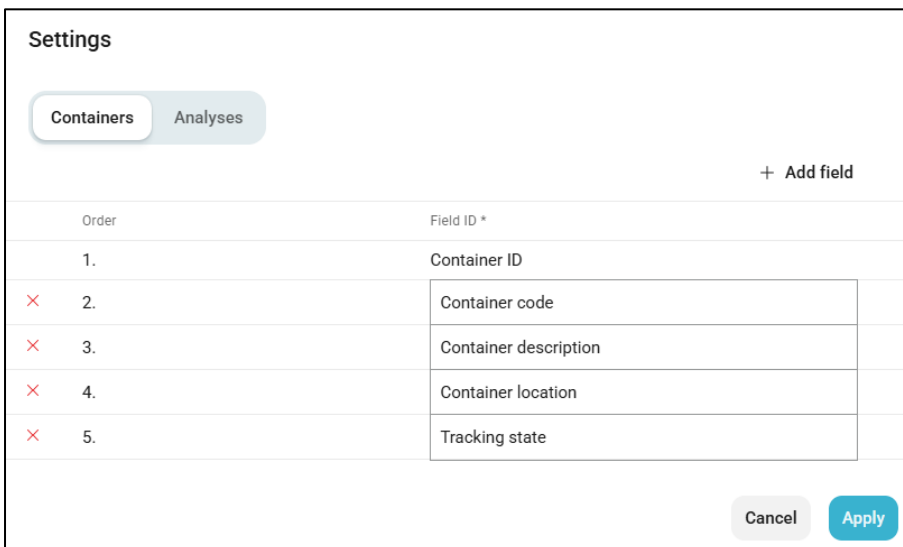 Settings
Containers Analyses
+ Add field
Order Field ID *
1. Container ID
2. Container code
3. Container description
4. Container location
5. Tracking state
Cancel Apply